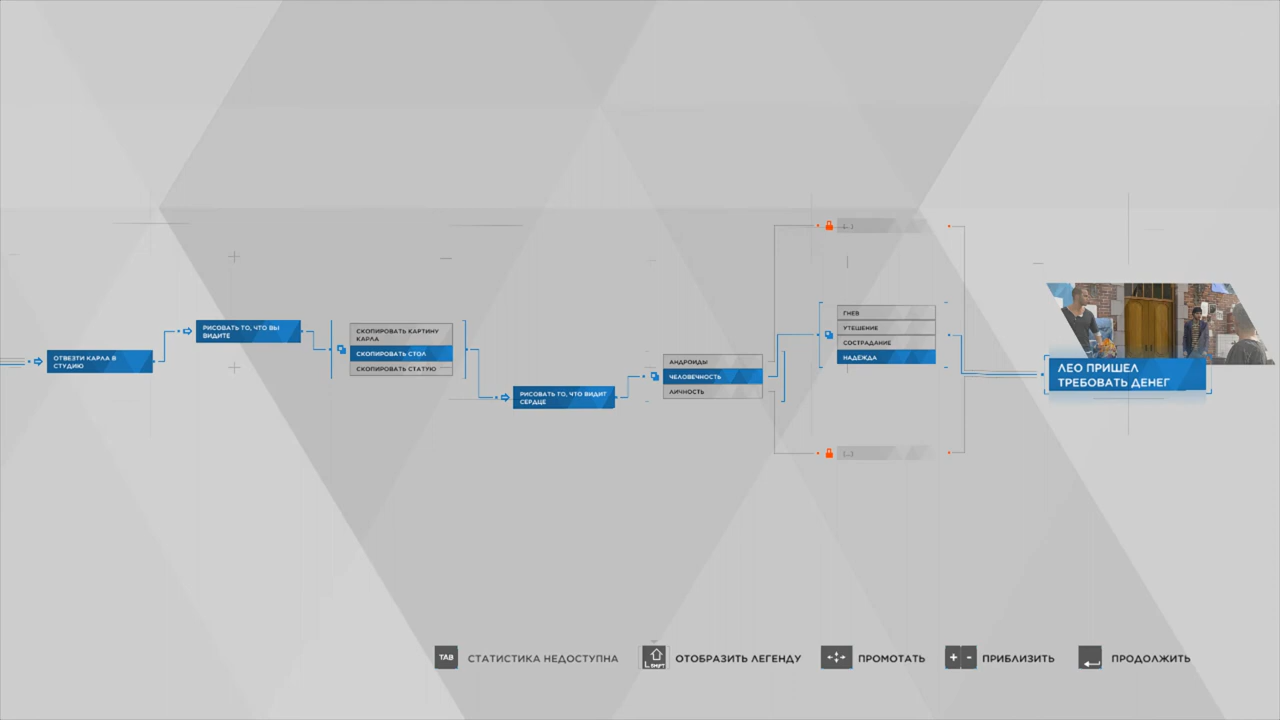 ОТВЕЗТИ КАРЛА В
СТУДИЮ
РИСОВАТЬ ТО, ЧТО ВЫ
ВИДИТЕ
СКОПИРОВАТЬ КАРТИНУ
КАРЛА
СКОПИРОВАТЬ СТОЛ
СКОПИРОВАТЬ СТАТУЮ
РИСОВАТЬ ТО, ЧТО ВИДИТ
СЕРДЦЕ
АНДРОИДЫ
ЧЕЛОВЕЧНОСТЬ
ЛИЧНОСТЬ
(...)
ГНЕВ
УТЕШЕНИЕ
СОСТРАДАНИЕ
НАДЕЖДА
(...)
ЛЕО ПРИШЕЛ
ТРЕБОВАТЬ ДЕНЕГ
TAB СТАТИСТИКА НЕДОСТУПНА
L SHIFT ОТОБРАЗИТЬ ЛЕГЕНДУ
ПРОМОТАТЬ
+ - ПРИБЛИЗИТЬ
ПРОДОЛЖИТЬ